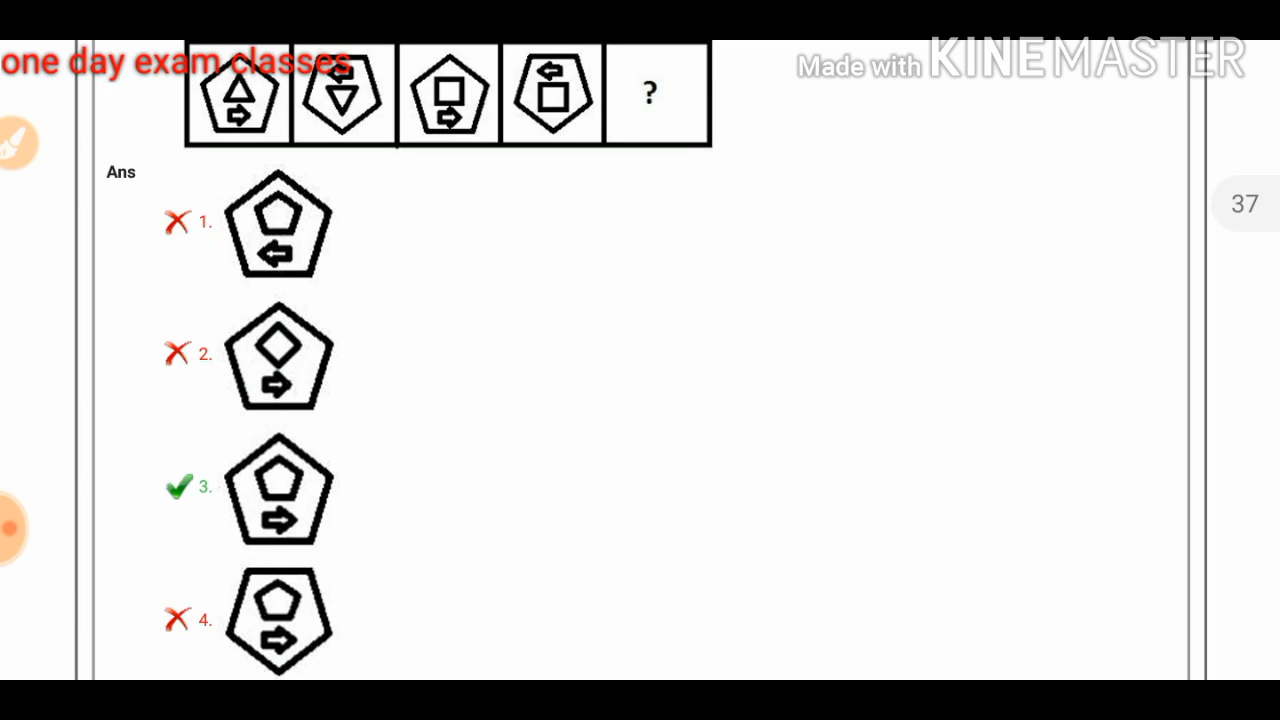 one day exam classes
Made with KINEMASTER
?
Ans
1.
37
2.
3.
4.